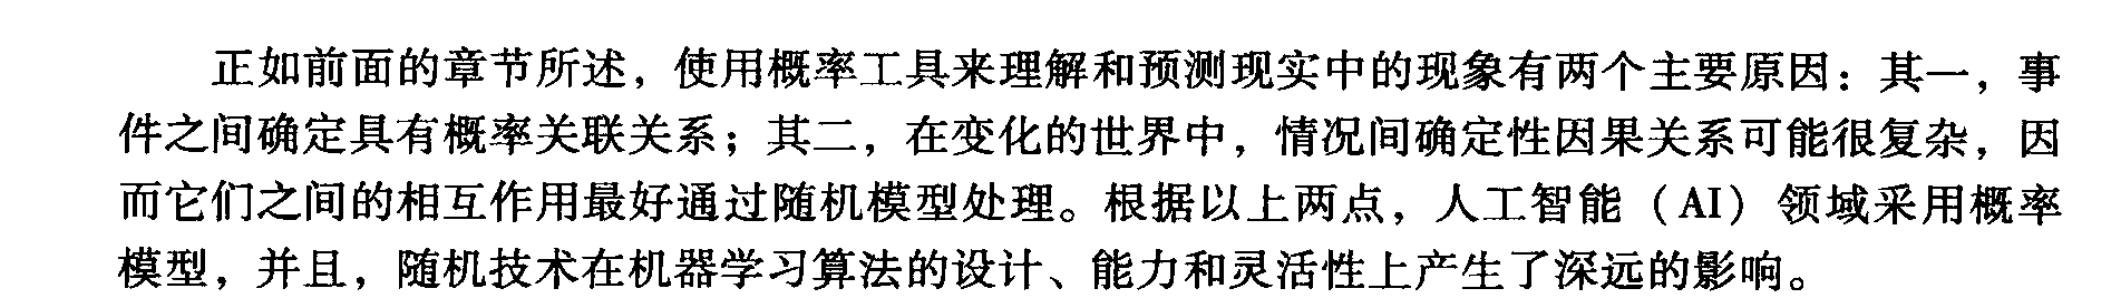 正如前面的章节所述，使用概率工具来理解和预测现实中的现象有两个主要原因：其一，事
件之间确定具有概率关联关系；其二，在变化的世界中，情况间确定性因果关系可能很复杂，因
而它们之间的相互作用最好通过随机模型处理。根据以上两点，人工智能（AI）领域采用概率
模型，并且，随机技术在机器学习算法的设计、能力和灵活性上产生了深远的影响。